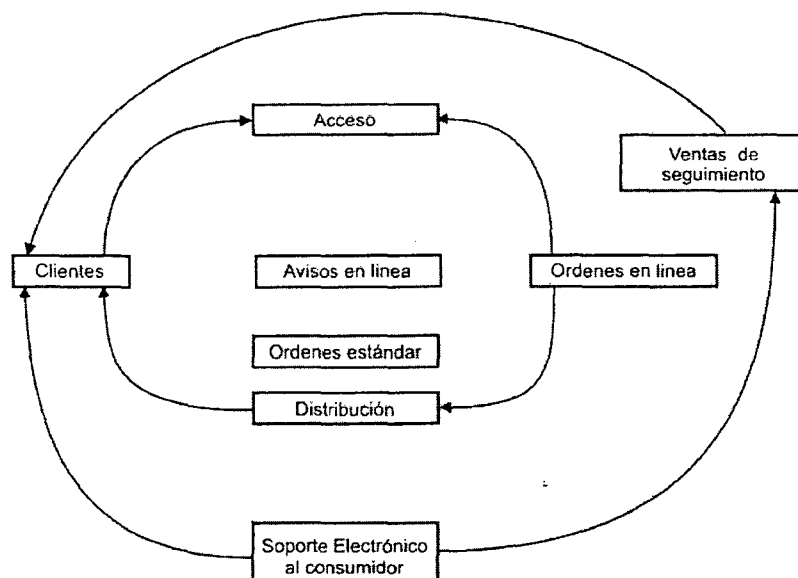 Acceso
Ventas de
seguimiento
Clientes
Avisos en linea
Ordenes en linea
Ordenes estándar
Distribución
Soporte Electrónico
al consumidor